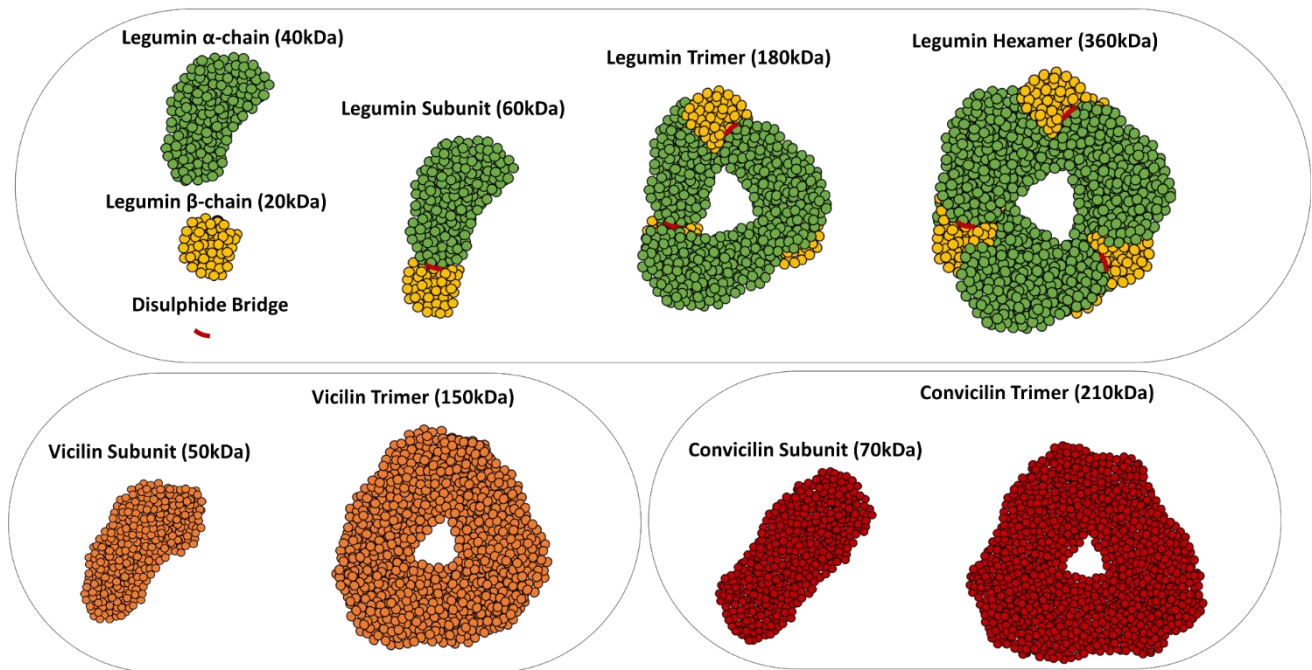 Legumin α-chain (40kDa)
Legumin β-chain (20kDa)
Disulphide Bridge
Legumin Subunit (60kDa)
Legumin Trimer (180kDa)
Legumin Hexamer (360kDa)
Vicilin Subunit (50kDa)
Vicilin Trimer (150kDa)
Convicilin Subunit (70kDa)
Convicilin Trimer (210kDa)